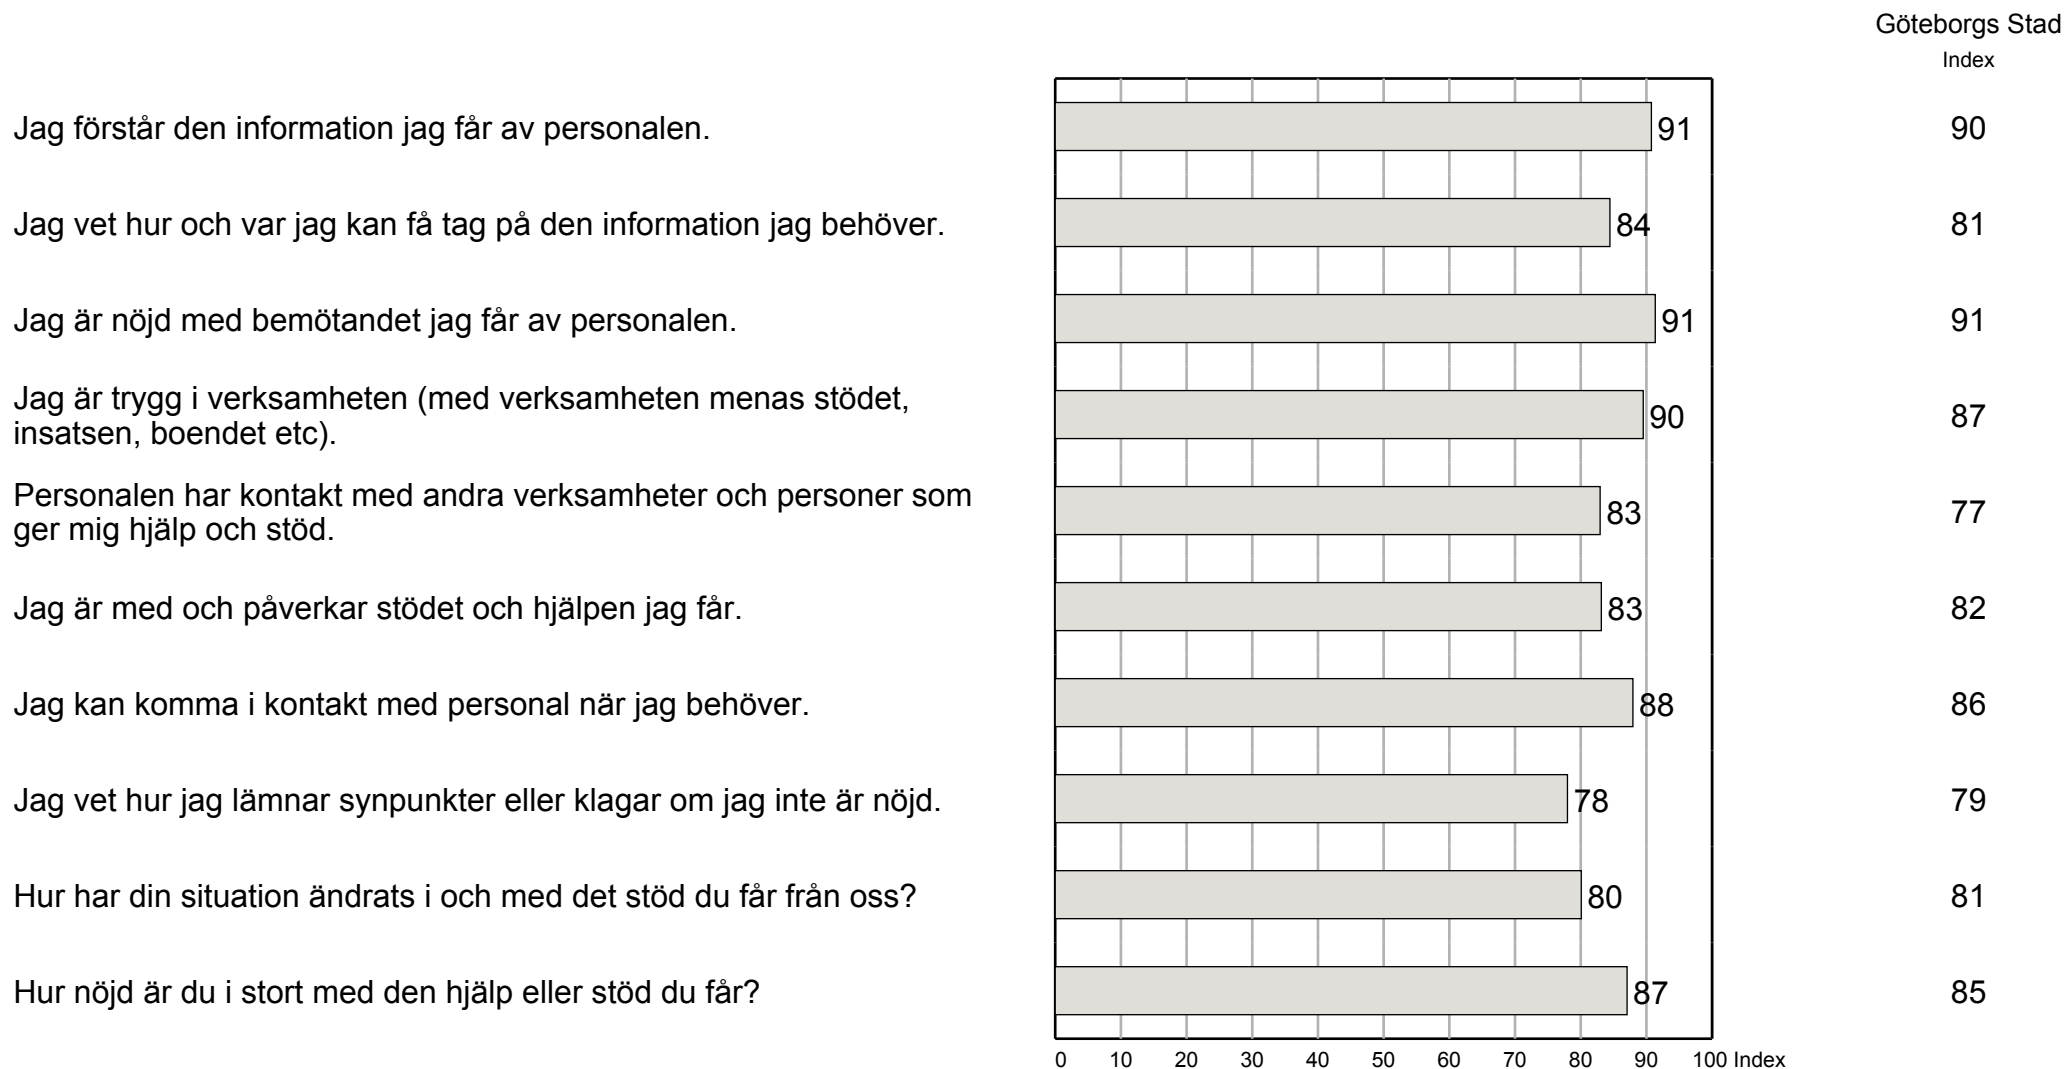 Göteborgs Stad
Index
Jag förstår den information jag får av personalen. 91 90
Jag vet hur och var jag kan få tag på den information jag behöver. 84 81
Jag är nöjd med bemötandet jag får av personalen. 91 91
Jag är trygg i verksamheten (med verksamheten menas stödet,
insatsen, boendet etc). 90 87
Personalen har kontakt med andra verksamheter och personer som
ger mig hjälp och stöd. 83 77
Jag är med och påverkar stödet och hjälpen jag får. 83 82
Jag kan komma i kontakt med personal när jag behöver. 88 86
Jag vet hur jag lämnar synpunkter eller klagar om jag inte är nöjd. 78 79
Hur har din situation ändrats i och med det stöd du får från oss? 80 81
Hur nöjd är du i stort med den hjälp eller stöd du får? 87 85
0 10 20 30 40 50 60 70 80 90 100 Index